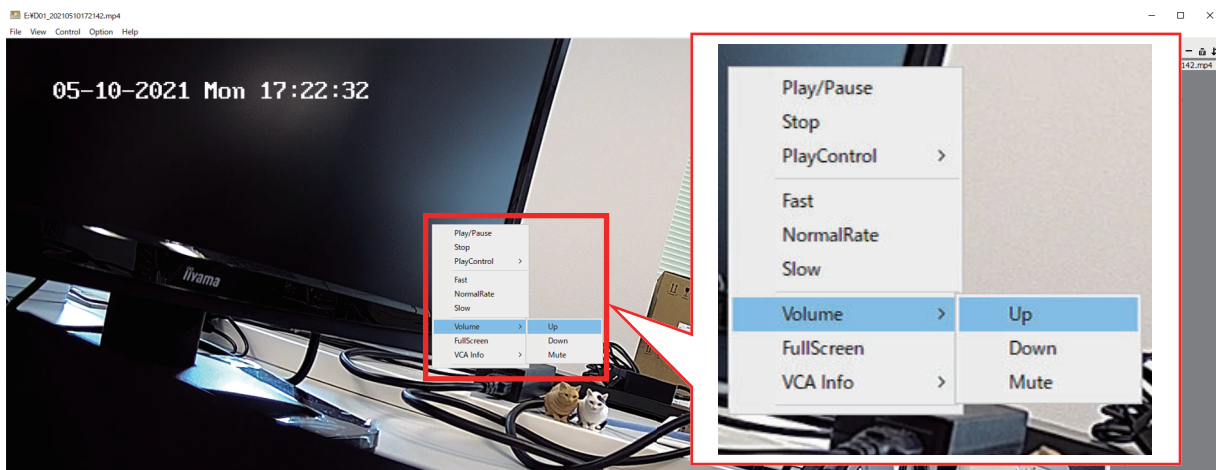 E:¥D01_20210510172142.mp4
File View Control Option Help
142.mp4
05-10-2021 Mon 17:22:32
iiyama
Play/Pause
Stop
PlayControl >
Fast
NormalRate
Slow
Volume > Up
FullScreen Down
VCA Info > Mute
Play/Pause
Stop
PlayControl >
Fast
NormalRate
Slow
Volume > Up
FullScreen Down
VCA Info > Mute